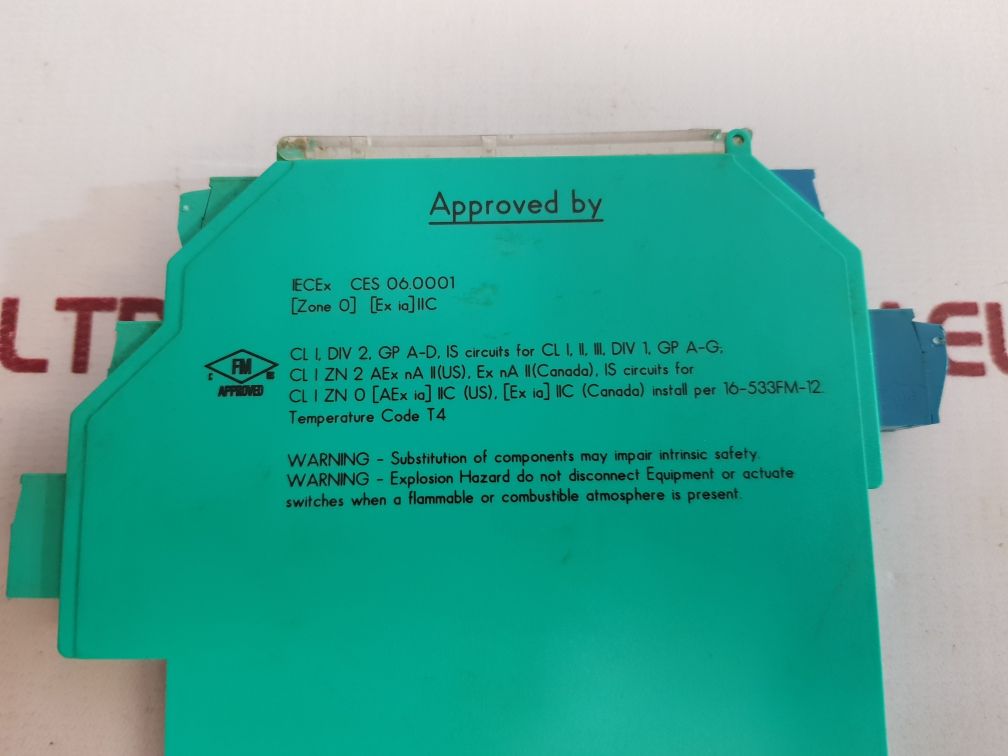 Approved by
IECEx CES 06.0001
[Zone 0] [Ex ia]IIC
CL I, DIV 2, GP A-D, IS circuits for CL I, II, III, DIV 1, GP A-G;
CL I ZN 2 AEx nA II(US), Ex nA II(Canada), IS circuits for
CL I ZN 0 [AEx ia] IIC (US), [Ex ia] IIC (Canada) install per 16-533FM-12.
Temperature Code T4
FM
C US
APPROVED
WARNING - Substitution of components may impair intrinsic safety.
WARNING - Explosion Hazard do not disconnect Equipment or actuate
switches when a flammable or combustible atmosphere is present.